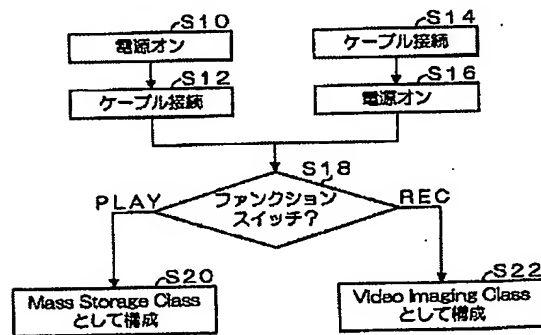 S10
電源オン
S12
ケーブル接続
S14
ケーブル接続
S16
電源オン
S18
ファンクション
スイッチ?
PLAY
REC
S20
Mass Storage Class
として構成
S22
Video Imaging Class
として構成